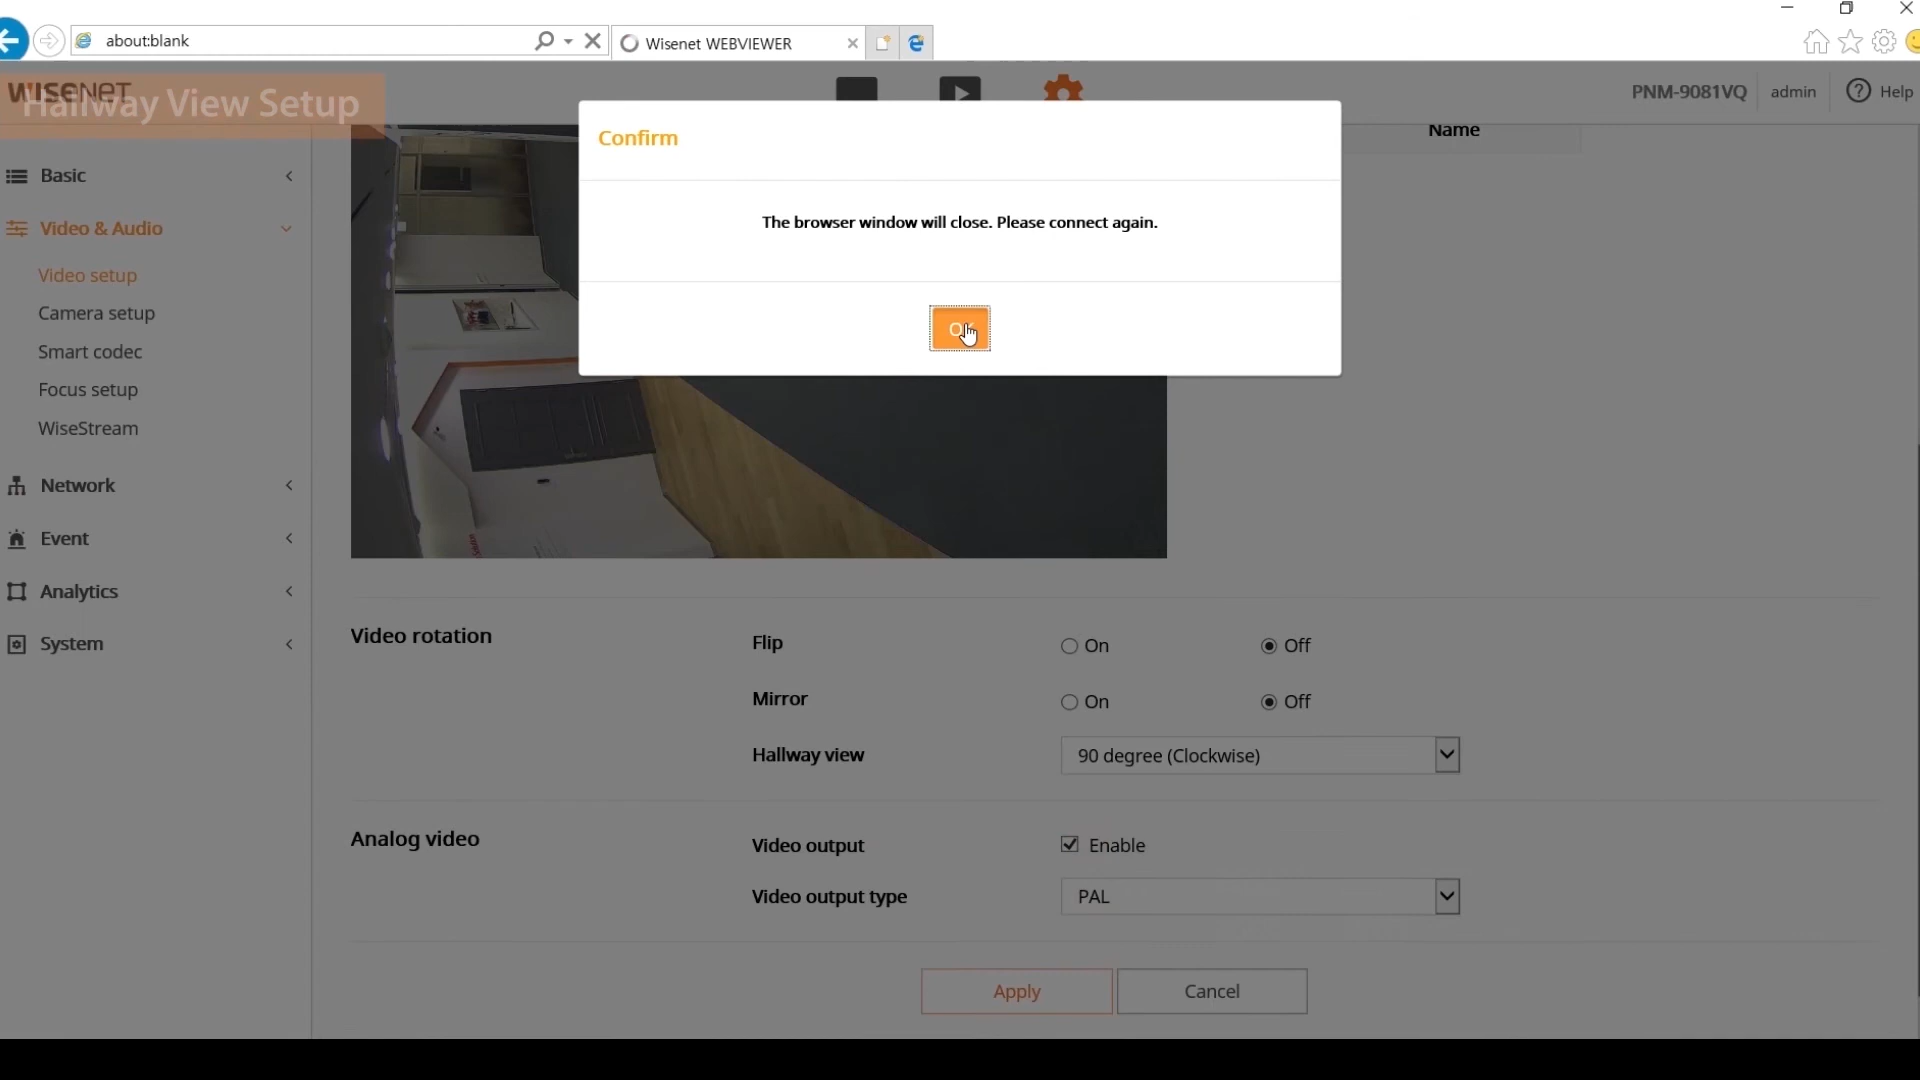 about:blank
Wisenet WEBVIEWER
WISENET
Hallway View Setup
PNM-9081VQ
admin
Help
Name
Confirm
The browser window will close. Please connect again.
OK
Basic
Video & Audio
Video setup
Camera setup
Smart codec
Focus setup
WiseStream
Network
Event
Analytics
System
Video rotation
Flip
On
Off
Mirror
On
Off
Hallway view
90 degree (Clockwise)
Analog video
Video output
Enable
Video output type
PAL
Apply
Cancel